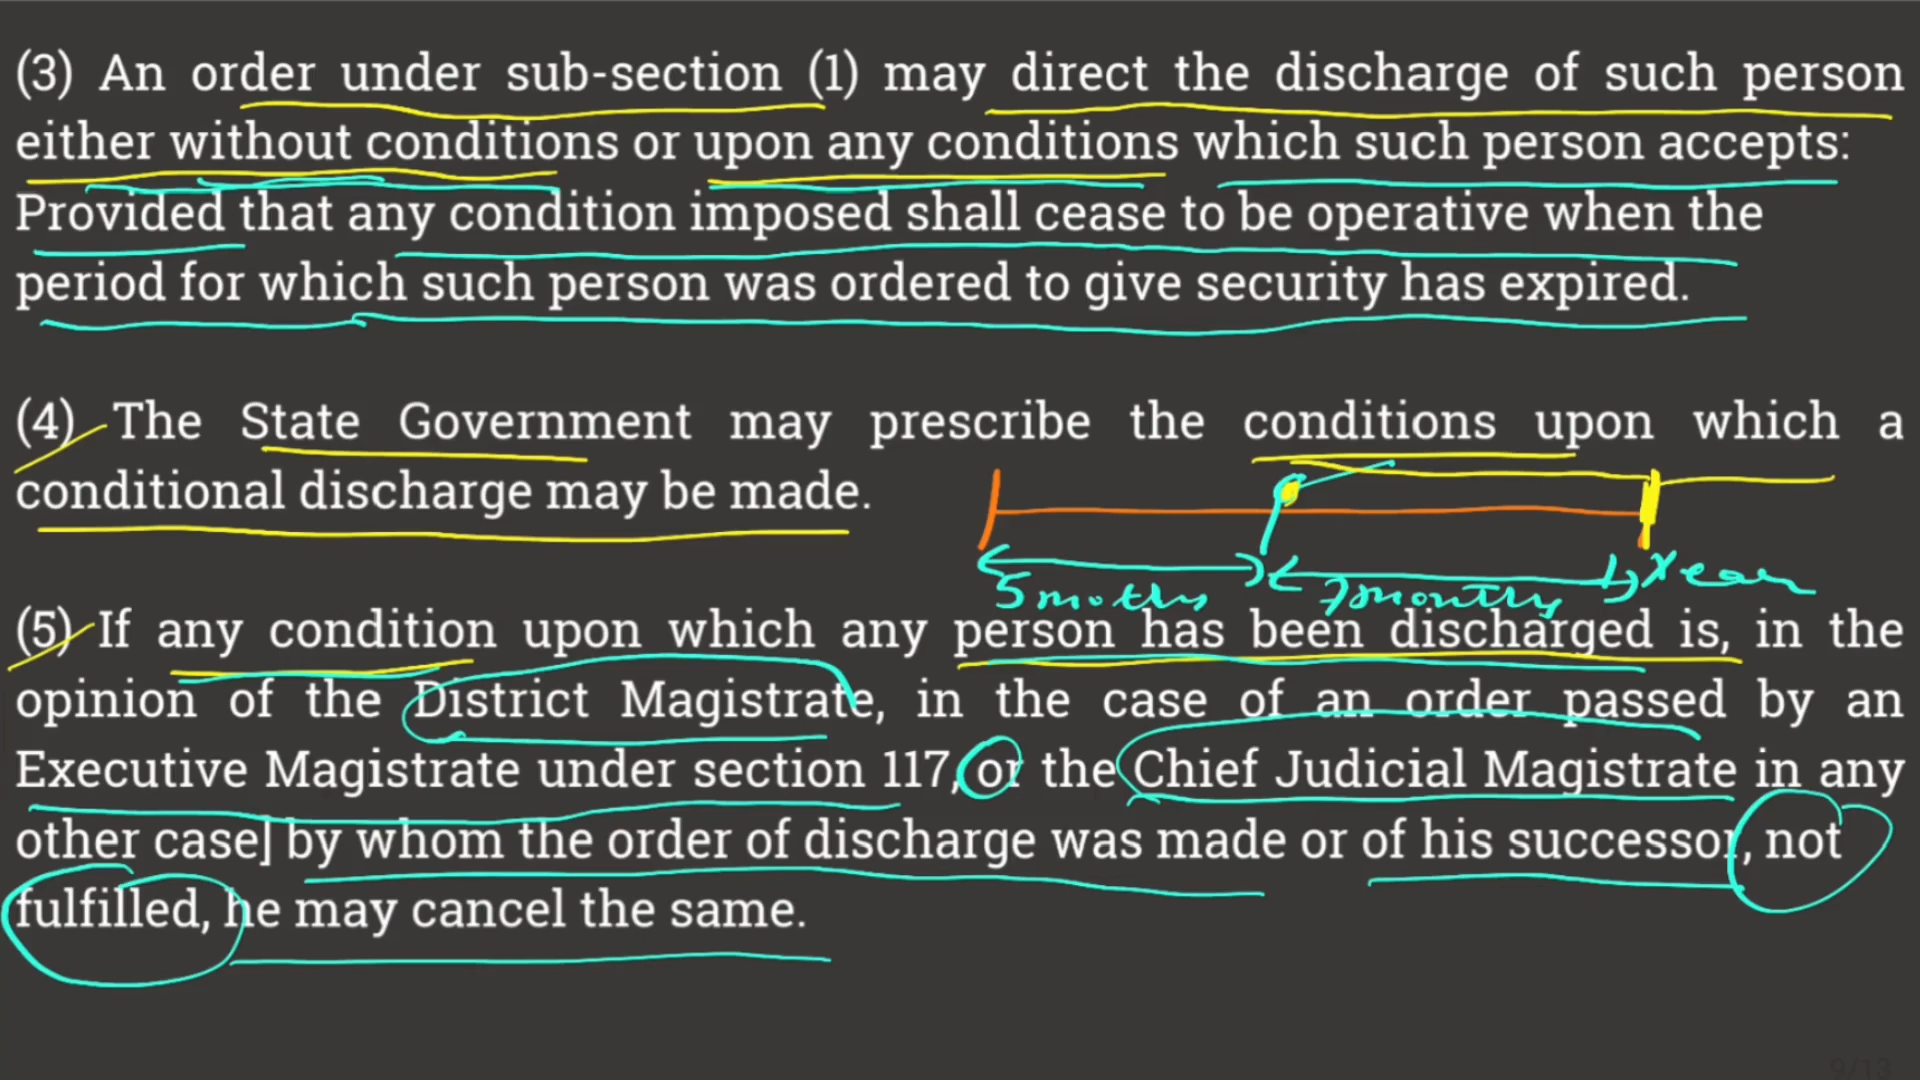 (3) An order under sub-section (1) may direct the discharge of such person
either without conditions or upon any conditions which such person accepts:
Provided that any condition imposed shall cease to be operative when the
period for which such person was ordered to give security has expired.
(4) The State Government may prescribe the conditions upon which a
conditional discharge may be made.
5 moths 7 months year
(5) If any condition upon which any person has been discharged is, in the
opinion of the District Magistrate, in the case of an order passed by an
Executive Magistrate under section 117, or the Chief Judicial Magistrate in any
other case] by whom the order of discharge was made or of his successor, not
fulfilled, he may cancel the same.
9/13